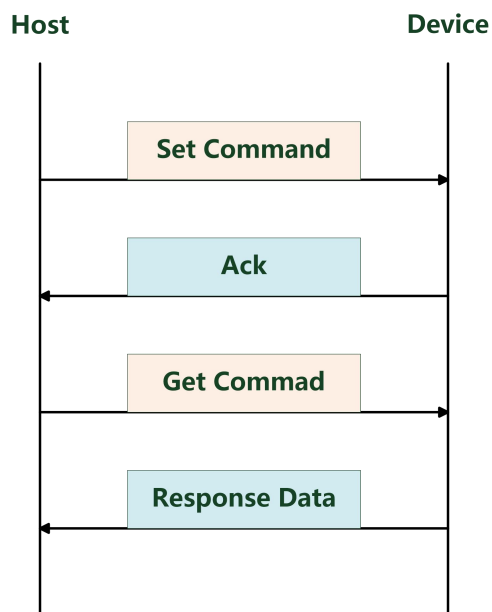 Host
Device
Set Command
Ack
Get Commad
Response Data